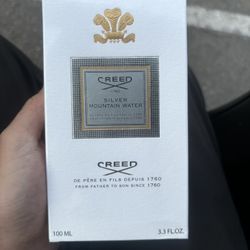 CREED
1760
SILVER
MOUNTAIN WATER
CREED
DE PÈRE EN FILS DEPUIS 1760
FROM FATHER TO SON SINCE 1760
100 ML
3.3 FL.OZ.